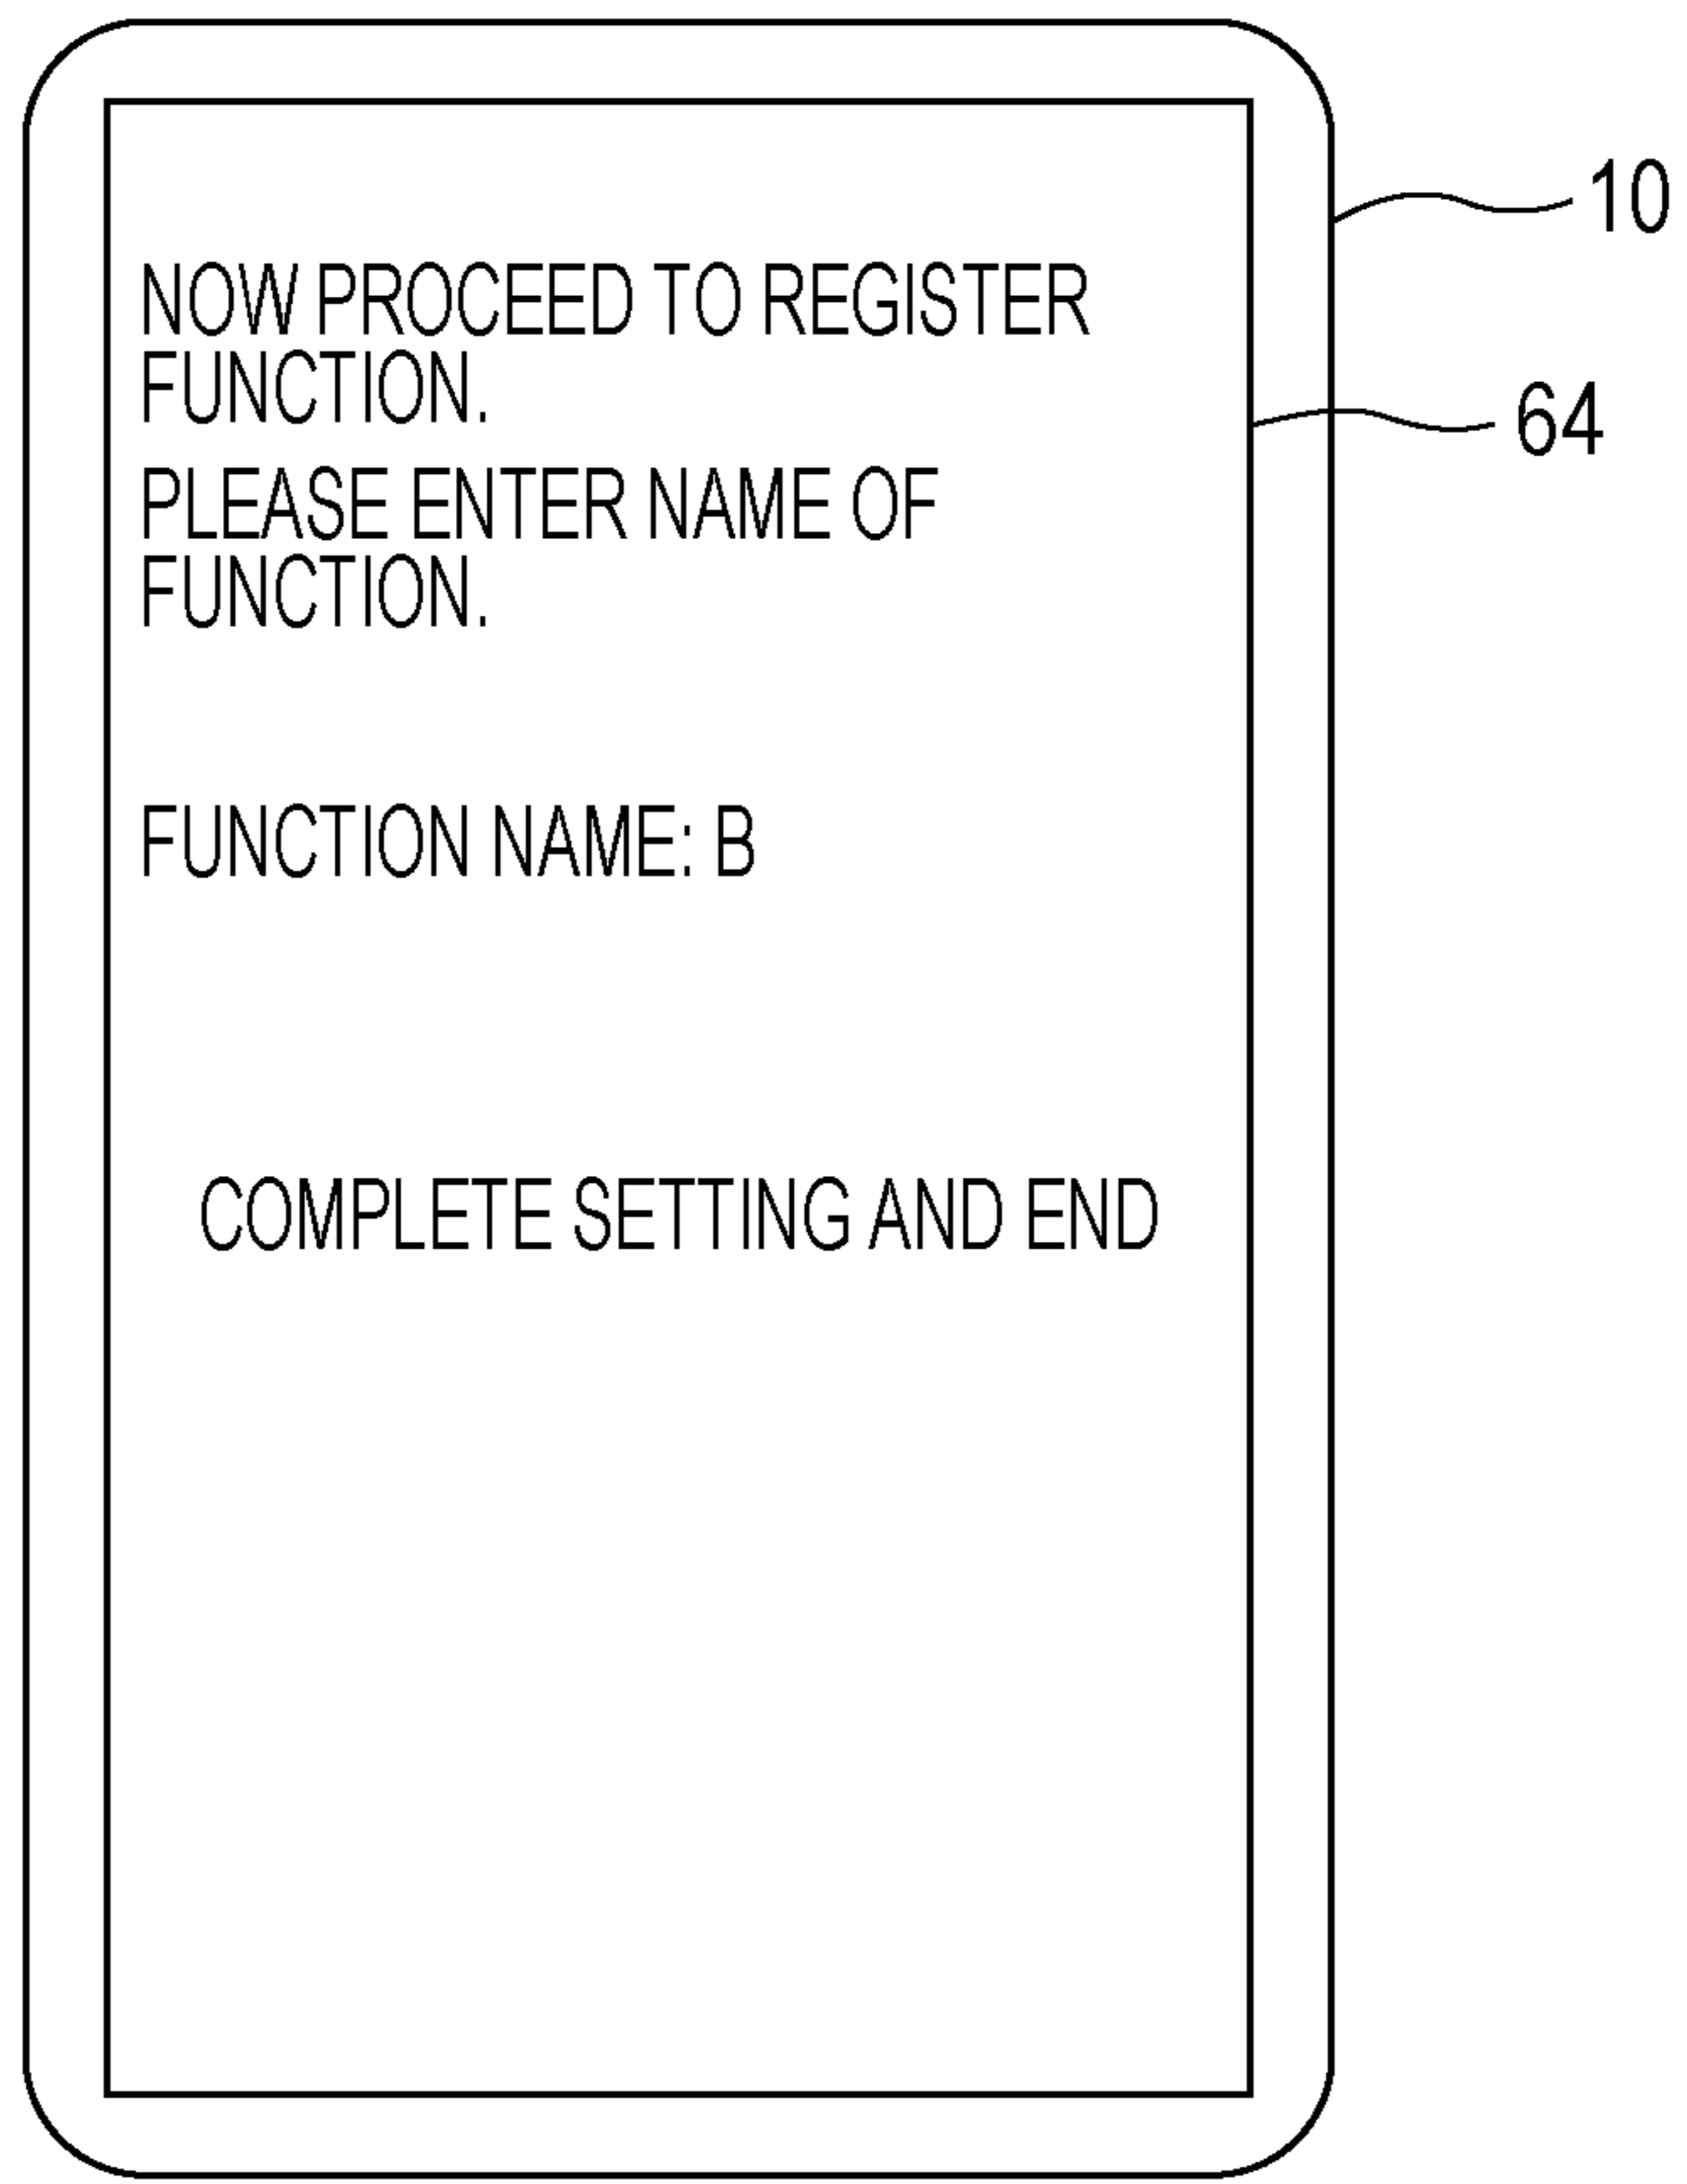 10
NOW PROCEED TO REGISTER
FUNCTION.
64
PLEASE ENTER NAME OF
FUNCTION.
FUNCTION NAME: B
COMPLETE SETTING AND END